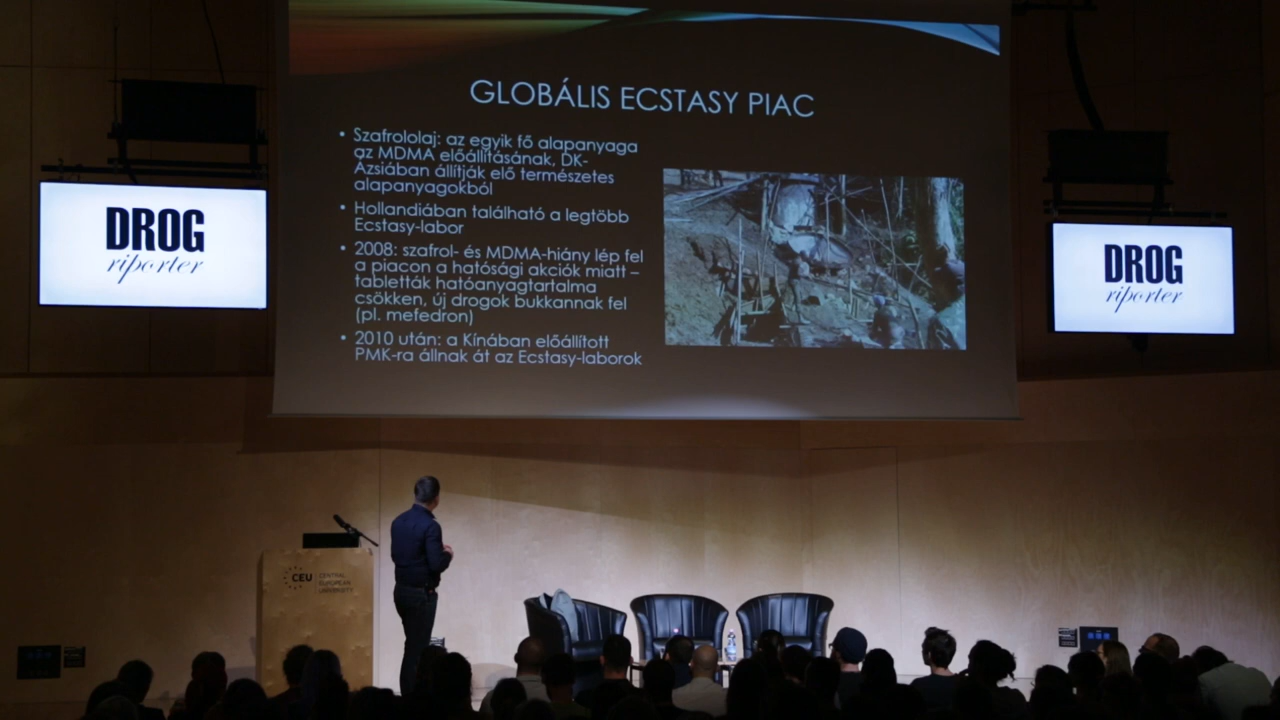 GLOBÁLIS ECSTASY PIAC
• Szafrololaj: az egyik fő alapanyaga
az MDMA előállításának, DK-
Ázsiában állítják elő természetes
alapanyagokból
• Hollandiában található a legtöbb
Ecstasy-labor
• 2008: szafrol- és MDMA-hiány lép fel
a piacon a hatósági akciók miatt –
tabletták hatóanyagtartalma
csökken, új drogok bukkannak fel
(pl. mefedron)
• 2010 után: a Kínában előállított
PMK-ra állnak át az Ecstasy-laborok
DROG
riporter
DROG
riporter
CEU
CENTRAL
EUROPEAN
UNIVERSITY